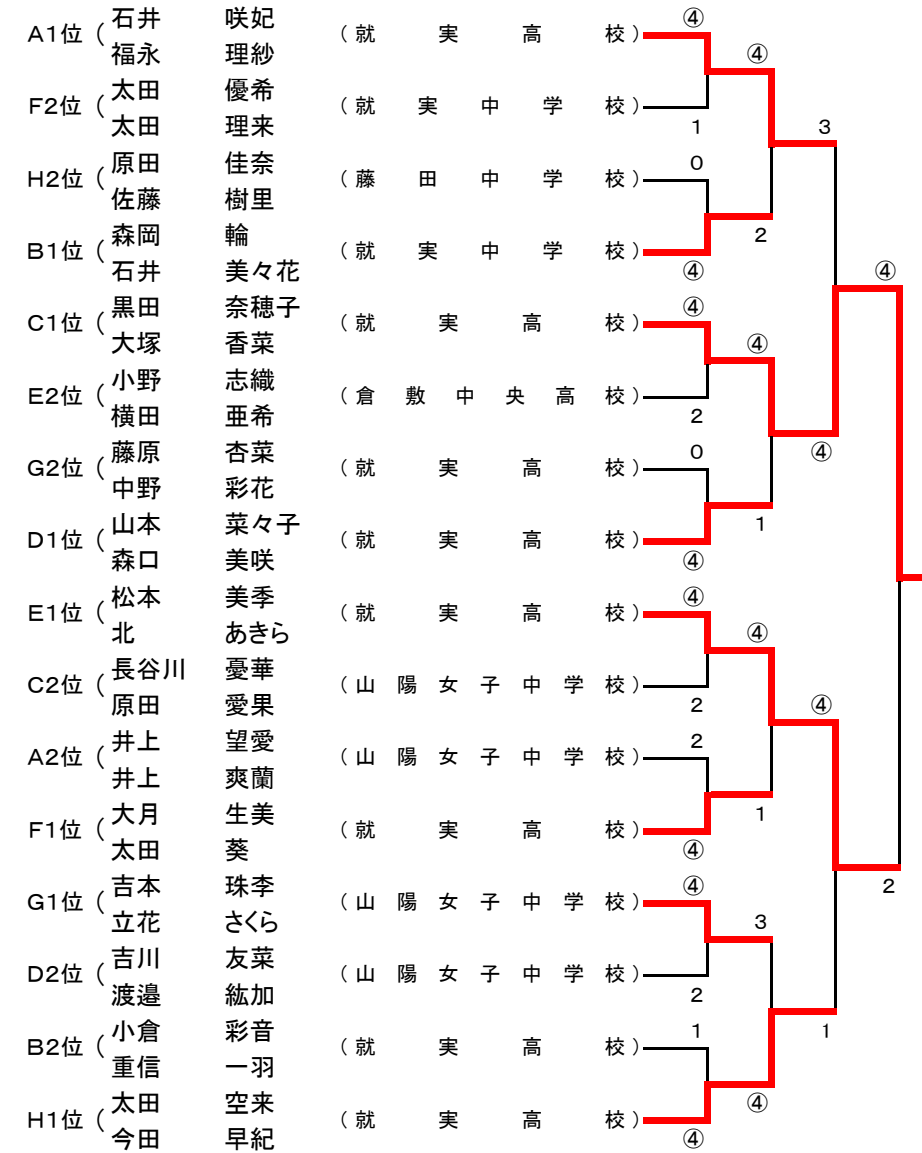 石井 咲妃 ④
A1位 ( ( 就 実 高 校 )
福永 理紗 ④
太田 優希
F2位 ( ( 就 実 中 学 校 )
太田 理来 1 3
原田 佳奈 0
H2位 ( ( 藤 田 中 学 校 )
佐藤 樹里
森岡 輪 2
B1位 ( ( 就 実 中 学 校 )
石井 美々花 ④ ④
黒田 奈穂子 ④
C1位 ( ( 就 実 高 校 )
大塚 香菜 ④
小野 志織
E2位 ( ( 倉 敷 中 央 高 校 )
横田 亜希 2
藤原 杏菜 0 ④
G2位 ( ( 就 実 高 校 )
中野 彩花
山本 菜々子 1
D1位 ( ( 就 実 高 校 )
森口 美咲 ④
松本 美季 ④
E1位 ( ( 就 実 高 校 )
北 あきら ④
長谷川 憂華
C2位 ( ( 山 陽 女 子 中 学 校 )
原田 愛果 2 ④
井上 望愛 2
A2位 ( ( 山 陽 女 子 中 学 校 )
井上 爽蘭
大月 生美 1
F1位 ( ( 就 実 高 校 )
太田 葵 ④
吉本 珠李 ④ 2
G1位 ( ( 山 陽 女 子 中 学 校 )
立花 さくら 3
吉川 友菜
D2位 ( ( 山 陽 女 子 中 学 校 )
渡邉 紘加 2
小倉 彩音 1 1
B2位 ( ( 就 実 高 校 )
重信 一羽
太田 空来 ④
H1位 ( ( 就 実 高 校 )
今田 早紀 ④